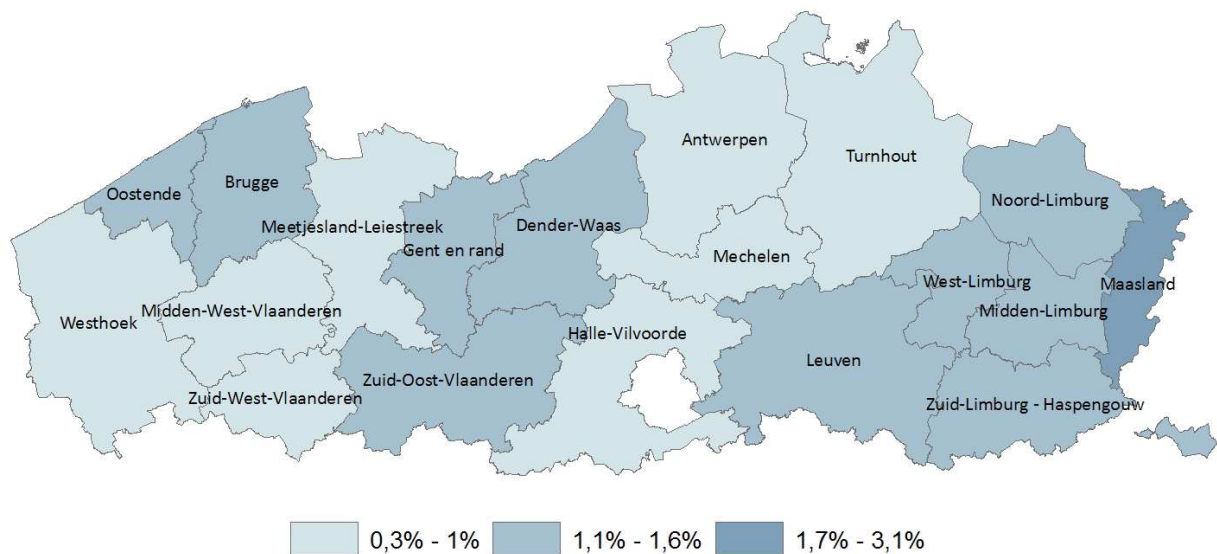 Antwerpen
Turnhout
Brugge
Oostende
Noord-Limburg
Meetjesland-Leiestreek
Dender-Waas
Gent en rand
Mechelen
West-Limburg
Maasland
Midden-West-Vlaanderen
Midden-Limburg
Westhoek
Halle-Vilvoorde
Leuven
Zuid-Oost-Vlaanderen
Zuid-West-Vlaanderen
Zuid-Limburg - Haspengouw
0,3% - 1% 1,1% - 1,6% 1,7% - 3,1%